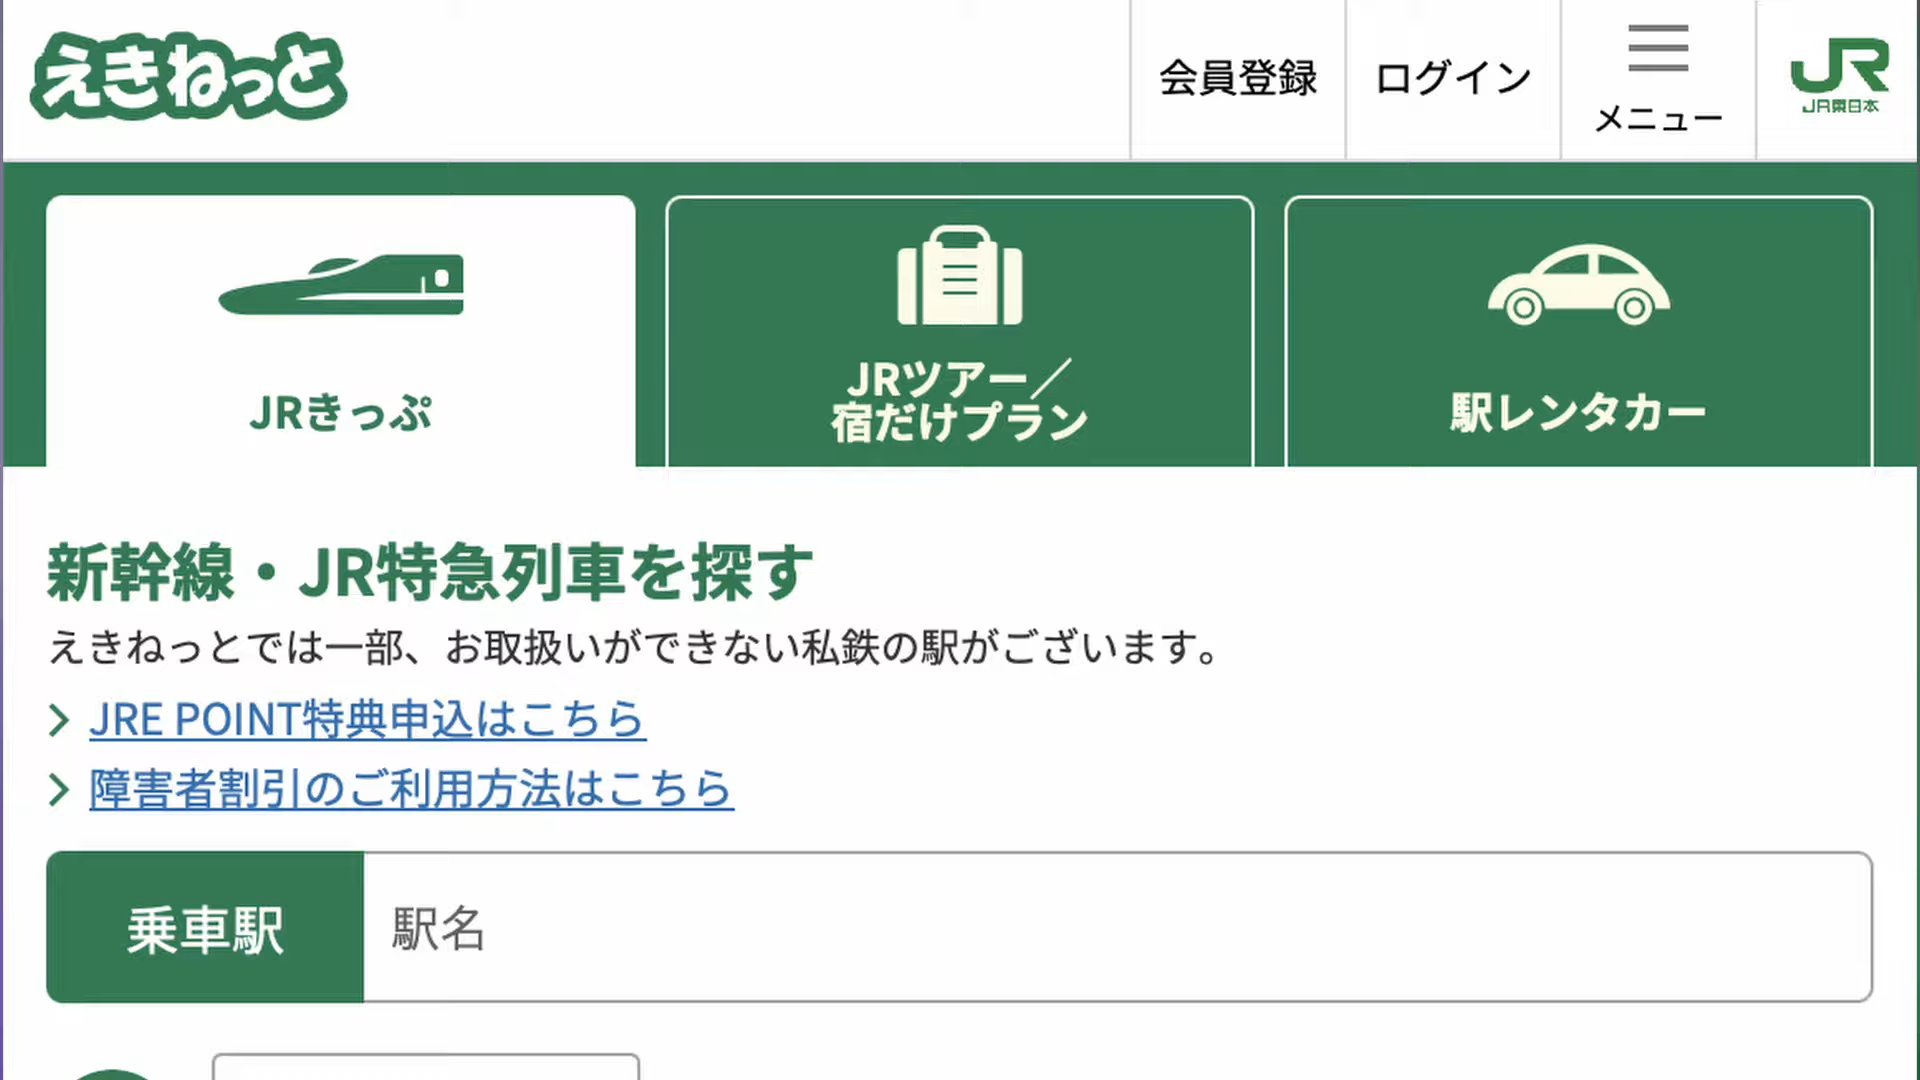 えきねっと
会員登録
ログイン
メニュー
JR
JR東日本
JRきっぷ
JRツアー／
宿だけプラン
駅レンタカー
新幹線・JR特急列車を探す
えきねっとでは一部、お取扱いができない私鉄の駅がございます。
JRE POINT特典申込はこちら
障害者割引のご利用方法はこちら
乗車駅
駅名